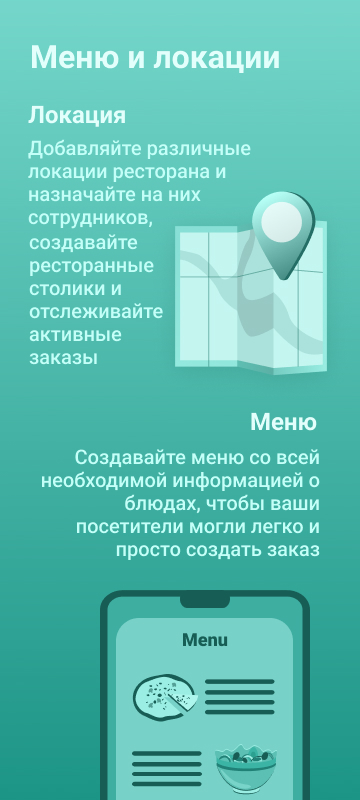 Меню и локации
Локация
Добавляйте различные
локации ресторана и
назначайте на них
сотрудников,
создавайте
ресторанные
столики и
отслеживайте
активные
заказы
Меню
Создавайте меню со всей
необходимой информацией о
блюдах, чтобы ваши
посетители могли легко и
просто создать заказ
Menu